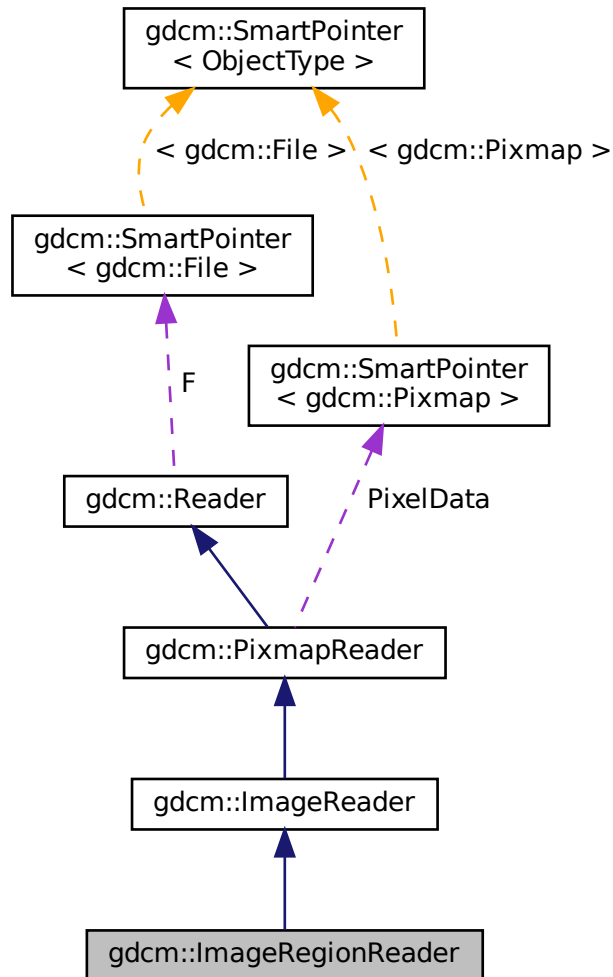 gdcm::SmartPointer
< ObjectType >
< gdcm::File >
< gdcm::Pixmap >
gdcm::SmartPointer
< gdcm::File >
gdcm::SmartPointer
< gdcm::Pixmap >
F
gdcm::Reader
PixelData
gdcm::PixmapReader
gdcm::ImageReader
gdcm::ImageRegionReader